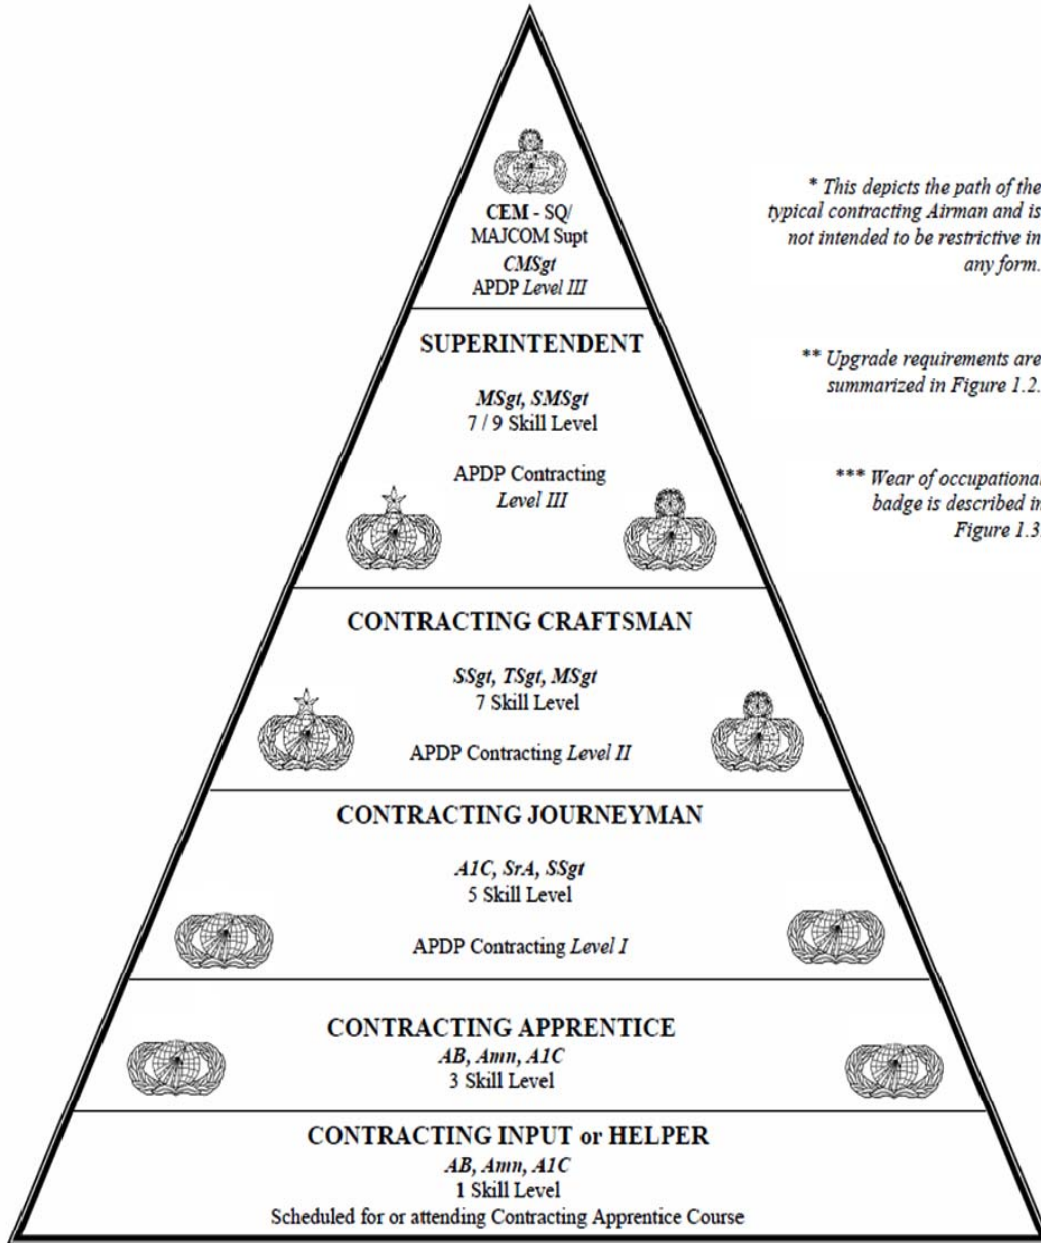 CEM - SQ/
MAJCOM Supt
CMSgt
APDP Level III
* This depicts the path of the
typical contracting Airman and is
not intended to be restrictive in
any form.
SUPERINTENDENT
MSgt, SMSgt
7 / 9 Skill Level
APDP Contracting
Level III
** Upgrade requirements are
summarized in Figure 1.2.
*** Wear of occupational
badge is described in
Figure 1.3.
CONTRACTING CRAFTSMAN
SSgt, TSgt, MSgt
7 Skill Level
APDP Contracting Level II
CONTRACTING JOURNEYMAN
A1C, SrA, SSgt
5 Skill Level
APDP Contracting Level I
CONTRACTING APPRENTICE
AB, Amn, A1C
3 Skill Level
CONTRACTING INPUT or HELPER
AB, Amn, A1C
1 Skill Level
Scheduled for or attending Contracting Apprentice Course